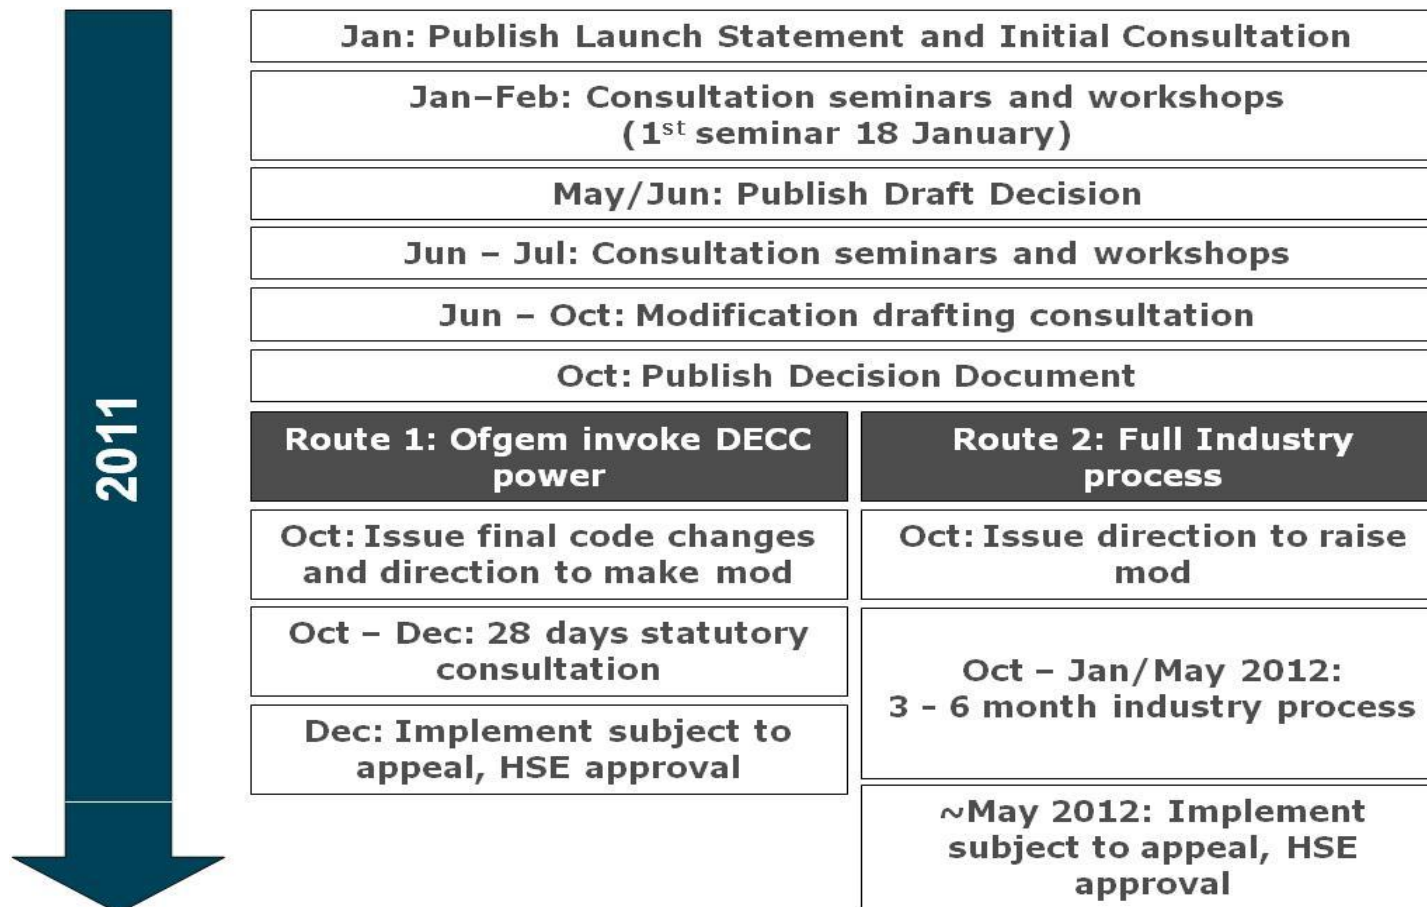 Jan: Publish Launch Statement and Initial Consultation
Jan–Feb: Consultation seminars and workshops
(1st seminar 18 January)
May/Jun: Publish Draft Decision
Jun – Jul: Consultation seminars and workshops
Jun – Oct: Modification drafting consultation
Oct: Publish Decision Document
2011
Route 1: Ofgem invoke DECC
power
Oct: Issue final code changes
and direction to make mod
Oct – Dec: 28 days statutory
consultation
Dec: Implement subject to
appeal, HSE approval
Route 2: Full Industry
process
Oct: Issue direction to raise
mod
Oct – Jan/May 2012:
3 - 6 month industry process
~May 2012: Implement
subject to appeal, HSE
approval